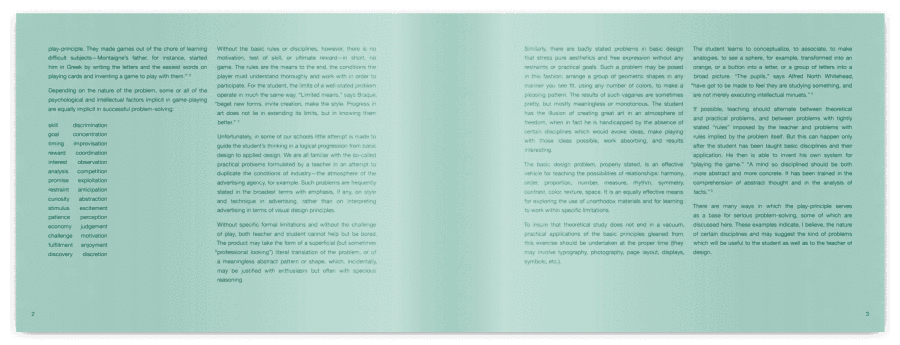 play-principle. They made games out of the chore of learning
difficult subjects—Montaigne's father, for instance, started
him in Greek by writing the letters and the easiest words on
playing cards and inventing a game to play with them."
Depending on the nature of the problem, some or all of the
psychological and intellectual factors implicit in game-playing
are equally implicit in successful problem-solving:
skill discrimination
goal concentration
timing improvisation
reward coordination
interest observation
analysis competition
promise exploitation
restraint anticipation
curiosity abstraction
stimulus excitement
patience perception
economy judgement
challenge motivation
fulfilment enjoyment
discovery discretion
2
Without the basic rules or disciplines, however, there is no
motivation, test of skill, or ultimate reward—in short, no
game. The rules are the means to the end, the conditions the
player must understand thoroughly and work with in order to
participate. For the student, the limits of a well-stated problem
operate in much the same way. "Limited means," says Braque,
"beget new forms, invite creation, make the style. Progress in
art does not lie in extending its limits, but in knowing them
better."
Unfortunately, in some of our schools little attempt is made to
guide the student's thinking in a logical progression from basic
design to applied design. We are all familiar with the so-called
practical problems formulated by a teacher in an attempt to
duplicate the conditions of industry—the atmosphere of the
advertising agency, for example. Such problems are frequently
stated in the broadest terms with emphasis, if any, on style
and technique in advertising, rather than on interpreting
advertising in terms of visual design principles.
Without specific formal limitations and without the challenge
of play, both teacher and student cannot help but be bored.
The product may take the form of a superficial (but sometimes
"professional looking") literal translation of the problem, or of
a meaningless abstract pattern or shape, which, incidentally,
may be justified with enthusiasm but often with specious
reasoning.
Similarly, there are badly stated problems in basic design
that stress pure aesthetics and free expression without any
restraints or practical goals. Such a problem may be posed
in this fashion: arrange a group of geometric shapes in any
manner you see fit, using any number of colors, to make a
pleasing pattern. The results of such vagaries are sometimes
pretty, but mostly meaningless or monotonous. The student
has the illusion of creating great art in an atmosphere of
freedom, when in fact he is handicapped by the absence of
certain disciplines which would evoke ideas, make playing
with those ideas possible, work absorbing, and results
interesting.
The basic design problem, properly stated, is an effective
vehicle for teaching the possibilities of relationships: harmony,
order, proportion, number, measure, rhythm, symmetry,
contrast, color, texture, space. It is an equally effective means
for exploring the use of unorthodox materials and for learning
to work within specific limitations.
To insure that theoretical study does not end in a vacuum,
practical applications of the basic principles gleaned from
this exercise should be undertaken at the proper time (they
may involve typography, photography, page layout, displays,
symbols, etc.).
The student learns to conceptualize, to associate, to make
analogies; to see a sphere, for example, transformed into an
orange, or a button into a letter, or a group of letters into a
broad picture. "The pupils," says Alfred North Whitehead,
"have got to be made to feel they are studying something, and
are not merely executing intellectual minuets."
If possible, teaching should alternate between theoretical
and practical problems, and between problems with tightly
stated "rules" imposed by the teacher and problems with
rules implied by the problem itself. But this can happen only
after the student has been taught basic disciplines and their
application. He then is able to invent his own system for
"playing the game." "A mind so disciplined should be both
more abstract and more concrete. It has been trained in the
comprehension of abstract thought and in the analysis of
facts."
There are many ways in which the play-principle serves
as a base for serious problem-solving, some of which are
discussed here. These examples indicate, I believe, the nature
of certain disciplines and may suggest the kind of problems
which will be useful to the student as well as to the teacher of
design.
3